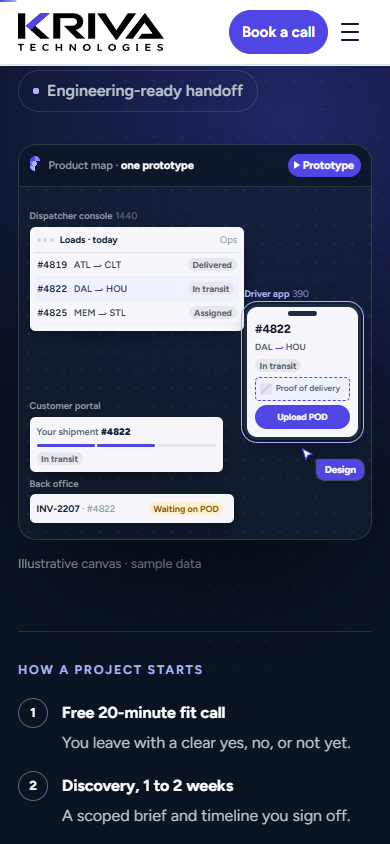 KRIVA
TECHNOLOGIES
Book a call
Engineering-ready handoff
Product map · one prototype
Prototype
Dispatcher console 1440
Loads · today Ops
#4819 ATL → CLT Delivered
#4822 DAL → HOU In transit
#4825 MEM → STL Assigned
Driver app 390
#4822
DAL → HOU
In transit
Proof of delivery
Upload POD
Customer portal
Your shipment #4822
In transit
Design
Back office
INV-2207 · #4822 Waiting on POD
Illustrative canvas · sample data
HOW A PROJECT STARTS
1 Free 20-minute fit call
You leave with a clear yes, no, or not yet.
2 Discovery, 1 to 2 weeks
A scoped brief and timeline you sign off.